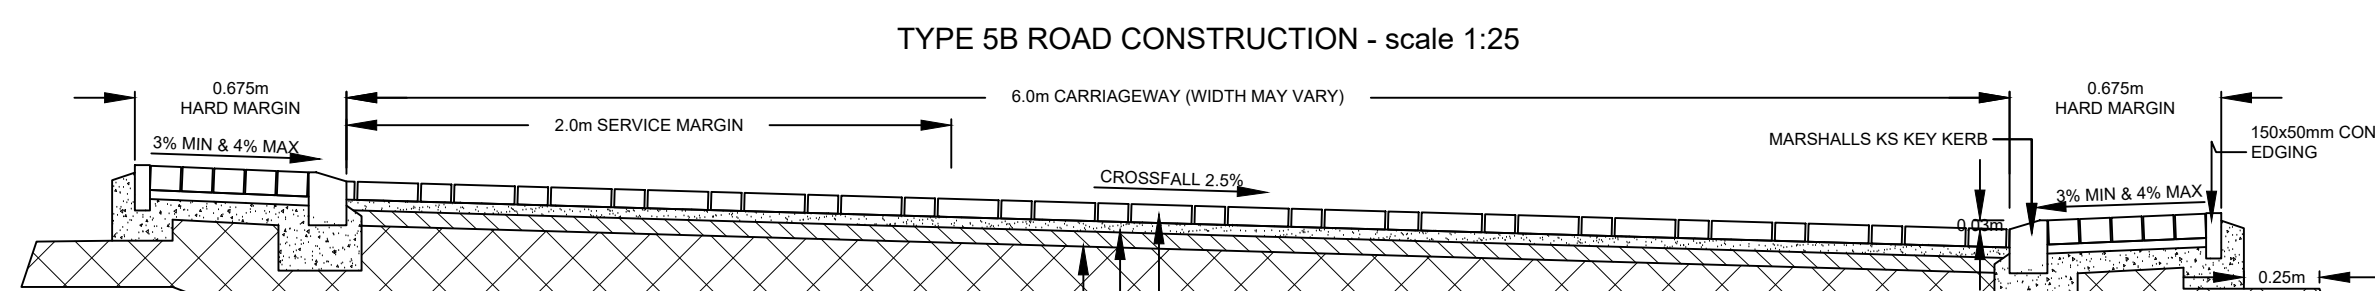 TYPE 5B ROAD CONSTRUCTION - scale 1:25
0.675m
HARD MARGIN
6.0m CARRIAGEWAY (WIDTH MAY VARY)
0.675m
HARD MARGIN
2.0m SERVICE MARGIN
3% MIN & 4% MAX
MARSHALLS KS KEY KERB
150x50mm CON
EDGING
CROSSFALL 2.5%
3% MIN & 4% MAX
0.03m
0.25m